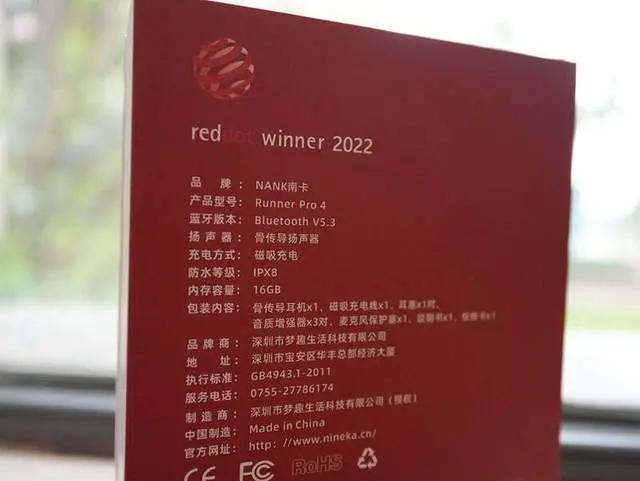 reddot winner 2022
品 牌： NANK南卡
产品型号： Runner Pro 4
蓝牙版本： Bluetooth V5.3
扬 声 器： 骨传导扬声器
充电方式： 磁吸充电
防水等级： IPX8
内存容量： 16GB
包装内容： 骨传导耳机x1、磁吸充电线x1、耳塞x1对、
音质增强器x3对、麦克风保护塞x1、说明书x1、保修卡x1
品 牌 商： 深圳市梦趣生活科技有限公司
地 址： 深圳市宝安区华丰总部经济大厦
执行标准： GB4943.1-2011
服务电话： 0755-27786174
制 造 商： 深圳市梦趣生活科技有限公司（授权）
中国制造： Made in China
官方网址： http: //www.nineka.cn/
CE FC RoHS